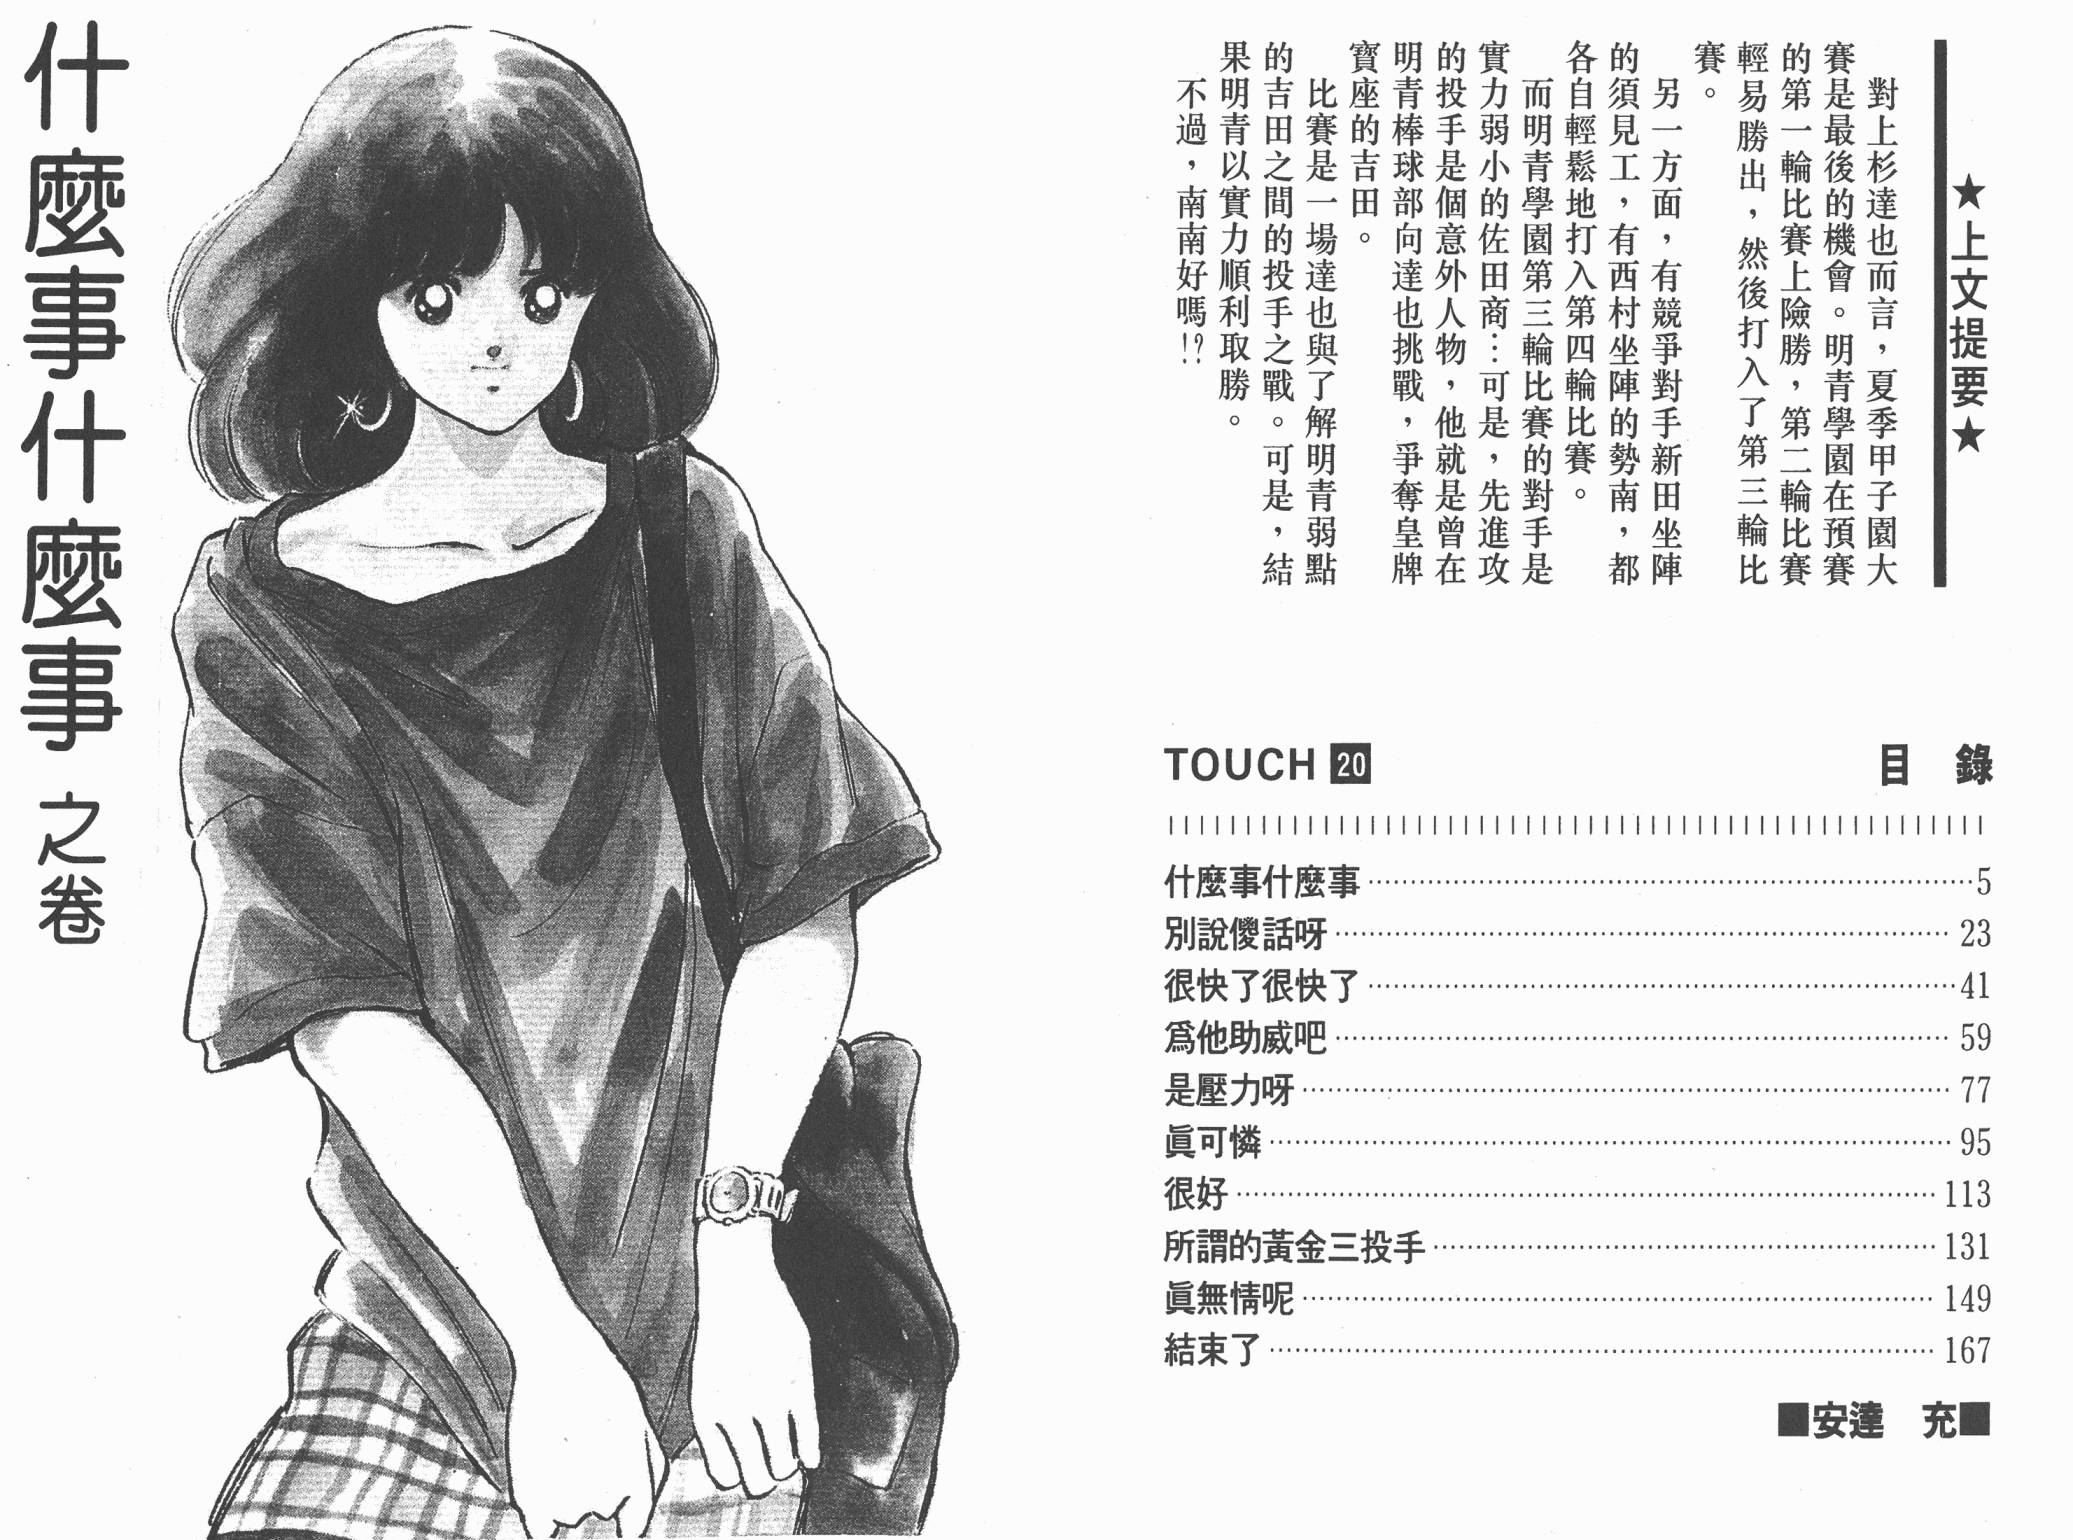 ★上文提要★
對上杉達也而言，夏季甲子園大
賽是最後的機會。明青學園在預賽
的第一輪比賽上險勝，第二輪比賽
輕易勝出，然後打入了第三輪比
賽。
另一方面，有競爭對手新田坐陣
的須見工，有西村坐陣的勢南，都
各自輕鬆地打入第四輪比賽。
而明青學園第三輪比賽的對手是
實力弱小的佐田商…可是，先進攻
的投手是個意外人物，他就是曾在
明青棒球部向達也挑戰，爭奪皇牌
寶座的吉田。
比賽是一場達也與了解明青弱點
的吉田之間的投手之戰。可是，結
果明青以實力順利取勝。
不過，南南好嗎!?
TOUCH 20 目 錄
什麼事什麼事 5
別說儍話呀 23
很快了很快了 41
爲他助威吧 59
是壓力呀 77
眞可憐 95
很好 113
所謂的黃金三投手 131
眞無情呢 149
結束了 167
■安達 充■
什麼事什麼事之卷